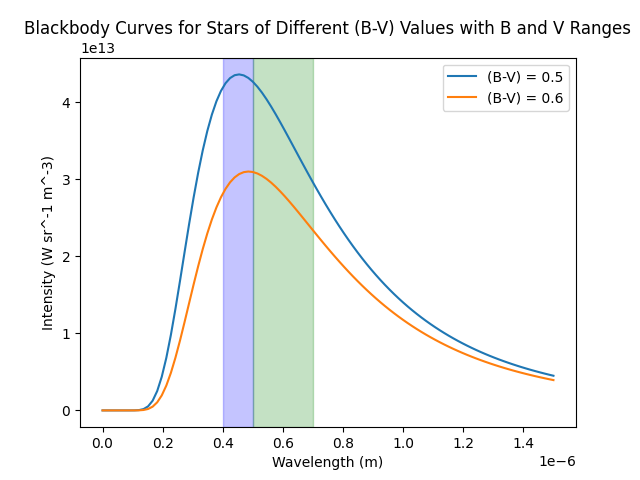 Blackbody Curves for Stars of Different (B-V) Values with B and V Ranges
1e13
(B-V) = 0.5
(B-V) = 0.6
4
3
2
1
0
Intensity (W sr^-1 m^-3)
0.0 0.2 0.4 0.6 0.8 1.0 1.2 1.4
Wavelength (m)
1e−6